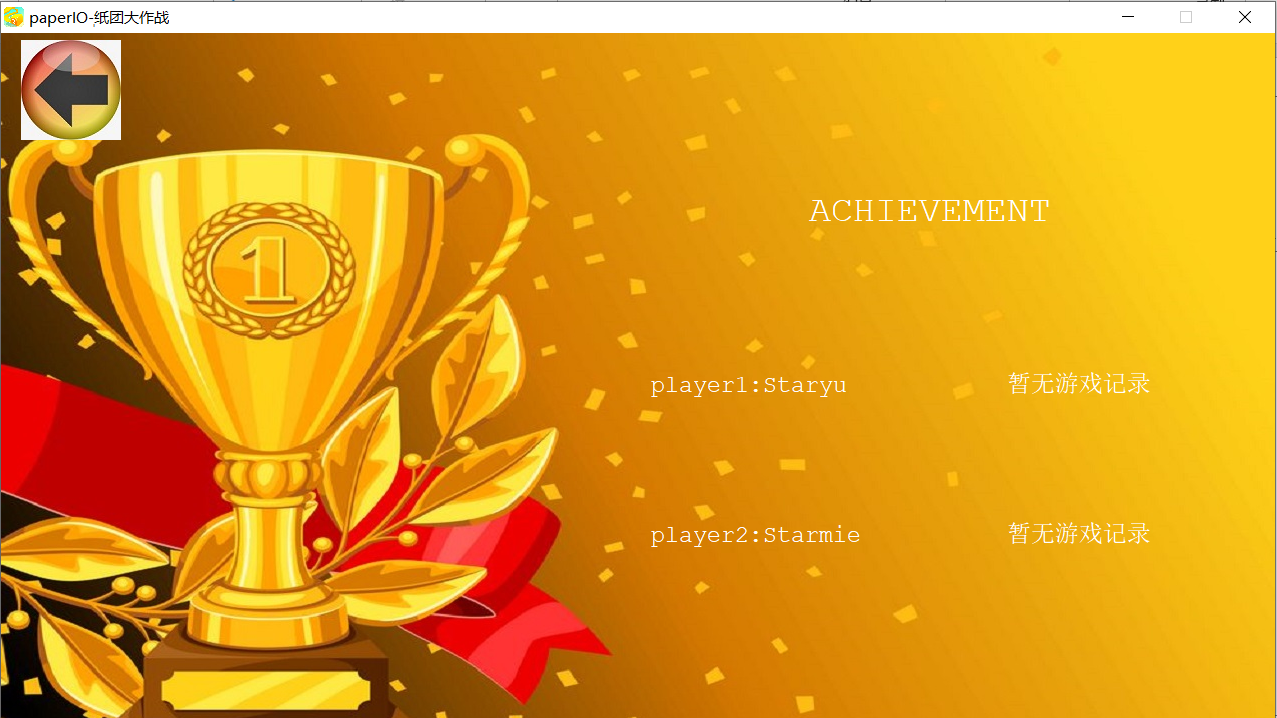 paperIO-纸团大作战
ACHIEVEMENT
1
player1:Staryu 暂无游戏记录
player2:Starmie 暂无游戏记录